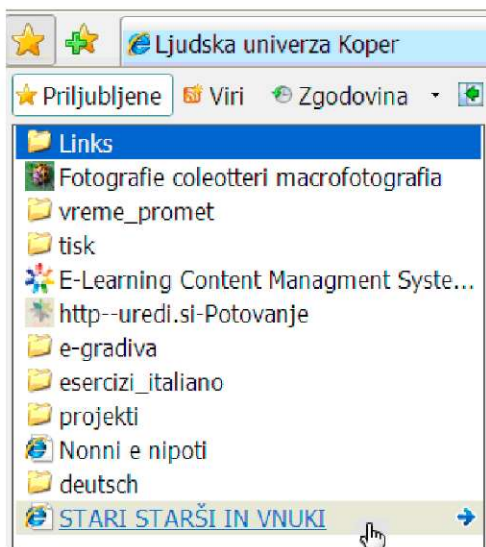 Ljudska univerza Koper
Priljubljene Viri Zgodovina
Links
Fotografie coleotteri macrofotografia
vreme_promet
tisk
E-Learning Content Managment Syste...
http--uredi.si-Potovanje
e-gradiva
esercizi_italiano
projekti
Nonni e nipoti
deutsch
STARI STARŠI IN VNUKI